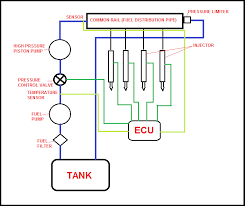 SENSOR
PRESSURE LIMITER
COMMON RAIL (FUEL DISTRIBUTION PIPE)
HIGH PRESSURE
PISTON PUMP
INJECTOR
PRESSURE
CONTROL VALVE
TEMPERATURE
SENSOR
FUEL
PUMP
ECU
FUEL
FILTER
TANK